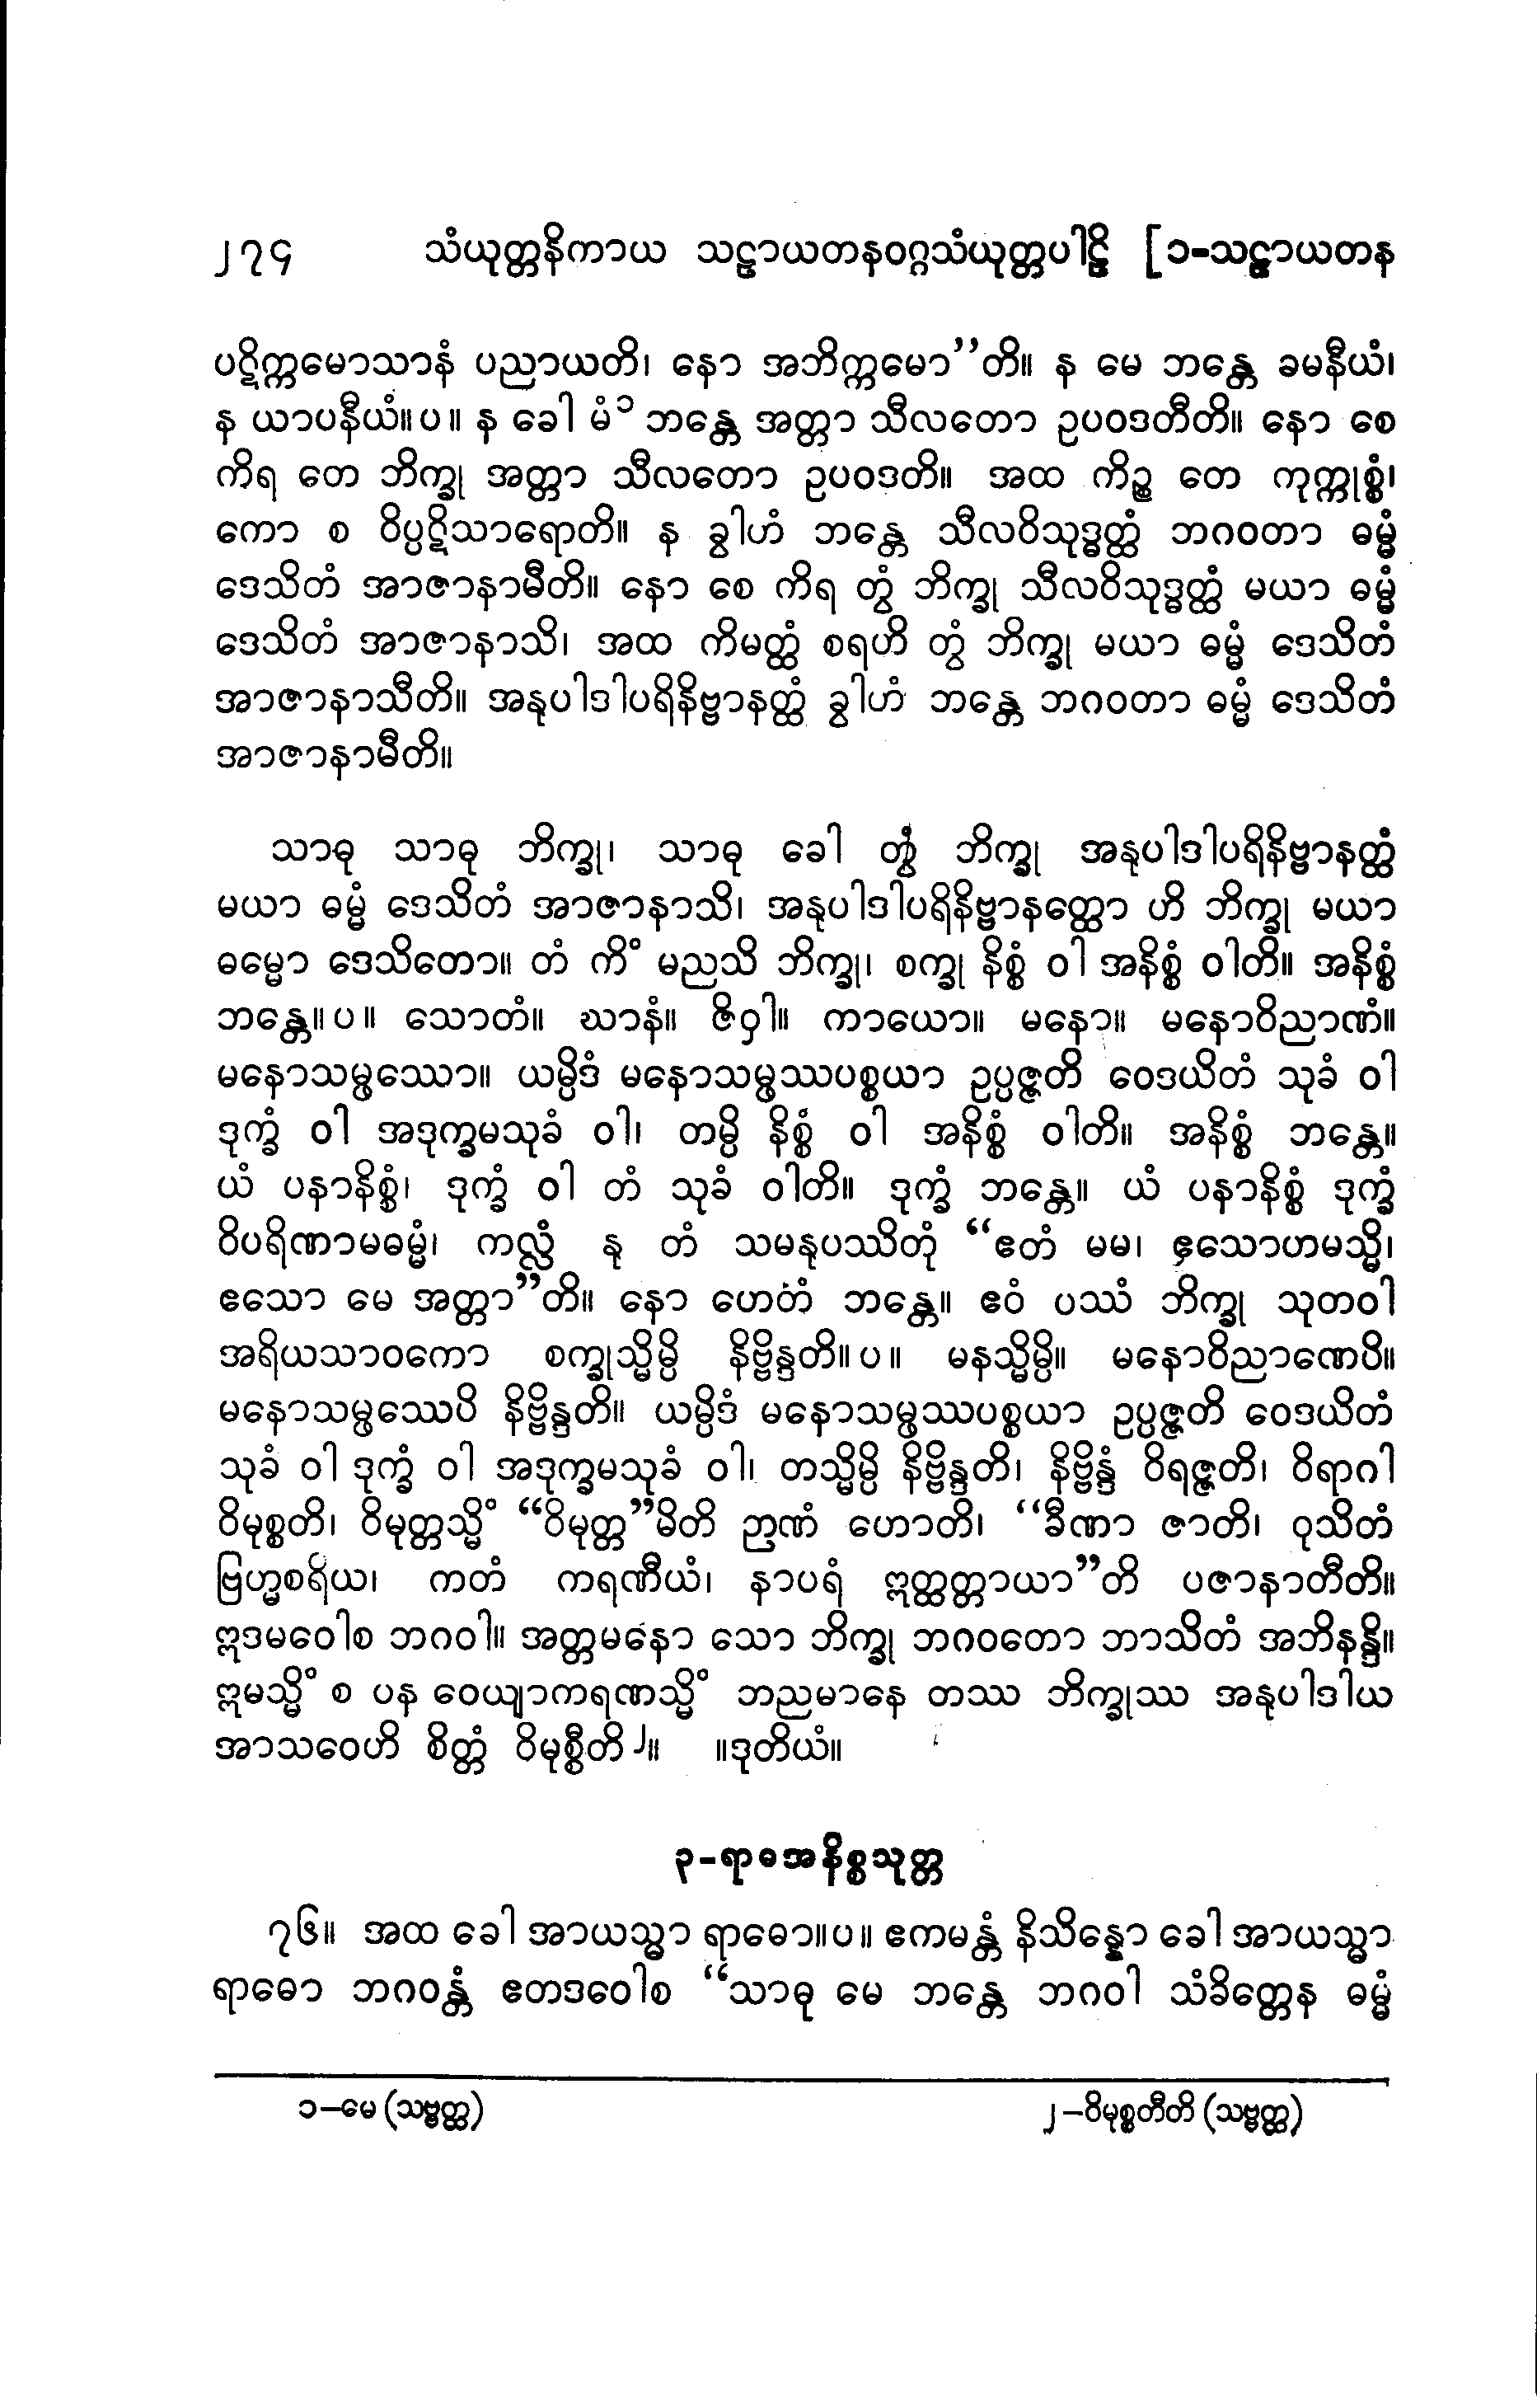 ၂၇၄ သံယုတ္တနိကာယ သဠာယတနဝဂ္ဂသံယုတ္တပါဠိ [၁-သဠာယတန
ပဋိက္ကမောသာနံ ပညာယတိ၊ နော အဘိက္ကမော”တိ။ န မေ ဘန္တေ ခမနီယံ၊
န ယာပနီယံ။ပ။ န ခေါ မံ၁ ဘန္တေ အတ္တာ သီလတော ဥပဝဒတီတိ။ နော စေ
ကိရ တေ ဘိက္ခု အတ္တာ သီလတော ဥပဝဒတိ။ အထ ကိဉ္စ တေ ကုက္ကုစ္စံ၊
ကော စ ဝိပ္ပဋိသာရောတိ။ န ခွါဟံ ဘန္တေ သီလဝိသုဒ္ဓတ္ထံ ဘဂဝတာ ဓမ္မံ
ဒေသိတံ အာဇာနာမီတိ။ နော စေ ကိရ တွံ ဘိက္ခု သီလဝိသုဒ္ဓတ္ထံ မယာ ဓမ္မံ
ဒေသိတံ အာဇာနာသိ၊ အထ ကိမတ္ထံ စရဟိ တွံ ဘိက္ခု မယာ ဓမ္မံ ဒေသိတံ
အာဇာနာသီတိ။ အနုပါဒါပရိနိဗ္ဗာနတ္ထံ ခွါဟံ ဘန္တေ ဘဂဝတာ ဓမ္မံ ဒေသိတံ
အာဇာနာမီတိ။
သာဓု သာဓု ဘိက္ခု၊ သာဓု ခေါ တွံ ဘိက္ခု အနုပါဒါပရိနိဗ္ဗာနတ္ထံ
မယာ ဓမ္မံ ဒေသိတံ အာဇာနာသိ၊ အနုပါဒါပရိနိဗ္ဗာနတ္ထော ဟိ ဘိက္ခု မယာ
ဓမ္မော ဒေသိတော။ တံ ကိံ မညသိ ဘိက္ခု၊ စက္ခု နိစ္စံ ဝါ အနိစ္စံ ဝါတိ။ အနိစ္စံ
ဘန္တေ။ပ။ သောတံ။ ဃာနံ။ ဇိဝှါ။ ကာယော။ မနော။ မနောဝိညာဏံ။
မနောသမ္ဖဿော။ ယမ္ပိဒံ မနောသမ္ဖဿပစ္စယာ ဥပ္ပဇ္ဇတိ ဝေဒယိတံ သုခံ ဝါ
ဒုက္ခံ ဝါ အဒုက္ခမသုခံ ဝါ၊ တမ္ပိ နိစ္စံ ဝါ အနိစ္စံ ဝါတိ။ အနိစ္စံ ဘန္တေ။
ယံ ပနာနိစ္စံ၊ ဒုက္ခံ ဝါ တံ သုခံ ဝါတိ။ ဒုက္ခံ ဘန္တေ။ ယံ ပနာနိစ္စံ ဒုက္ခံ
ဝိပရိဏာမဓမ္မံ၊ ကလ္လံ နု တံ သမနုပဿိတုံ “ဧတံ မမ၊ ဧသောဟမသ္မိ၊
ဧသော မေ အတ္တာ”တိ။ နော ဟေတံ ဘန္တေ။ ဧဝံ ပဿံ ဘိက္ခု သုတဝါ
အရိယသာဝကော စက္ခုသ္မိမ္ပိ နိဗ္ဗိန္ဒတိ။ပ။ မနသ္မိမ္ပိ။ မနောဝိညာဏေပိ။
မနောသမ္ဖဿေပိ နိဗ္ဗိန္ဒတိ။ ယမ္ပိဒံ မနောသမ္ဖဿပစ္စယာ ဥပ္ပဇ္ဇတိ ဝေဒယိတံ
သုခံ ဝါ ဒုက္ခံ ဝါ အဒုက္ခမသုခံ ဝါ၊ တသ္မိမ္ပိ နိဗ္ဗိန္ဒတိ၊ နိဗ္ဗိန္ဒံ ဝိရဇ္ဇတိ၊ ဝိရာဂါ
ဝိမုစ္စတိ၊ ဝိမုတ္တသ္မိံ “ဝိမုတ္တ”မိတိ ဉာဏံ ဟောတိ၊ “ခီဏာ ဇာတိ၊ ဝုသိတံ
ဗြဟ္မစရိယ၊ ကတံ ကရဏီယံ၊ နာပရံ ဣတ္ထတ္တာယာ”တိ ပဇာနာတီတိ။
ဣဒမဝေါစ ဘဂဝါ။ အတ္တမနော သော ဘိက္ခု ဘဂဝတော ဘာသိတံ အဘိနန္ဒိ။
ဣမသ္မိံ စ ပန ဝေယျာကရဏသ္မိံ ဘညမာနေ တဿ ဘိက္ခုဿ အနုပါဒါယ
အာသဝေဟိ စိတ္တံ ဝိမုစ္စီတိ၂။ ။ဒုတိယံ။
၃-ရာဓအနိစ္စသုတ္တ
၇၆။ အထ ခေါ အာယသ္မာ ရာဓော။ပ။ ဧကမန္တံ နိသိန္နော ခေါ အာယသ္မာ
ရာဓော ဘဂဝန္တံ ဧတဒဝေါစ “သာဓု မေ ဘန္တေ ဘဂဝါ သံခိတ္တေန ဓမ္မံ
၁-မေ (သဗ္ဗတ္ထ) ၂-ဝိမုစ္စတီတိ (သဗ္ဗတ္ထ)